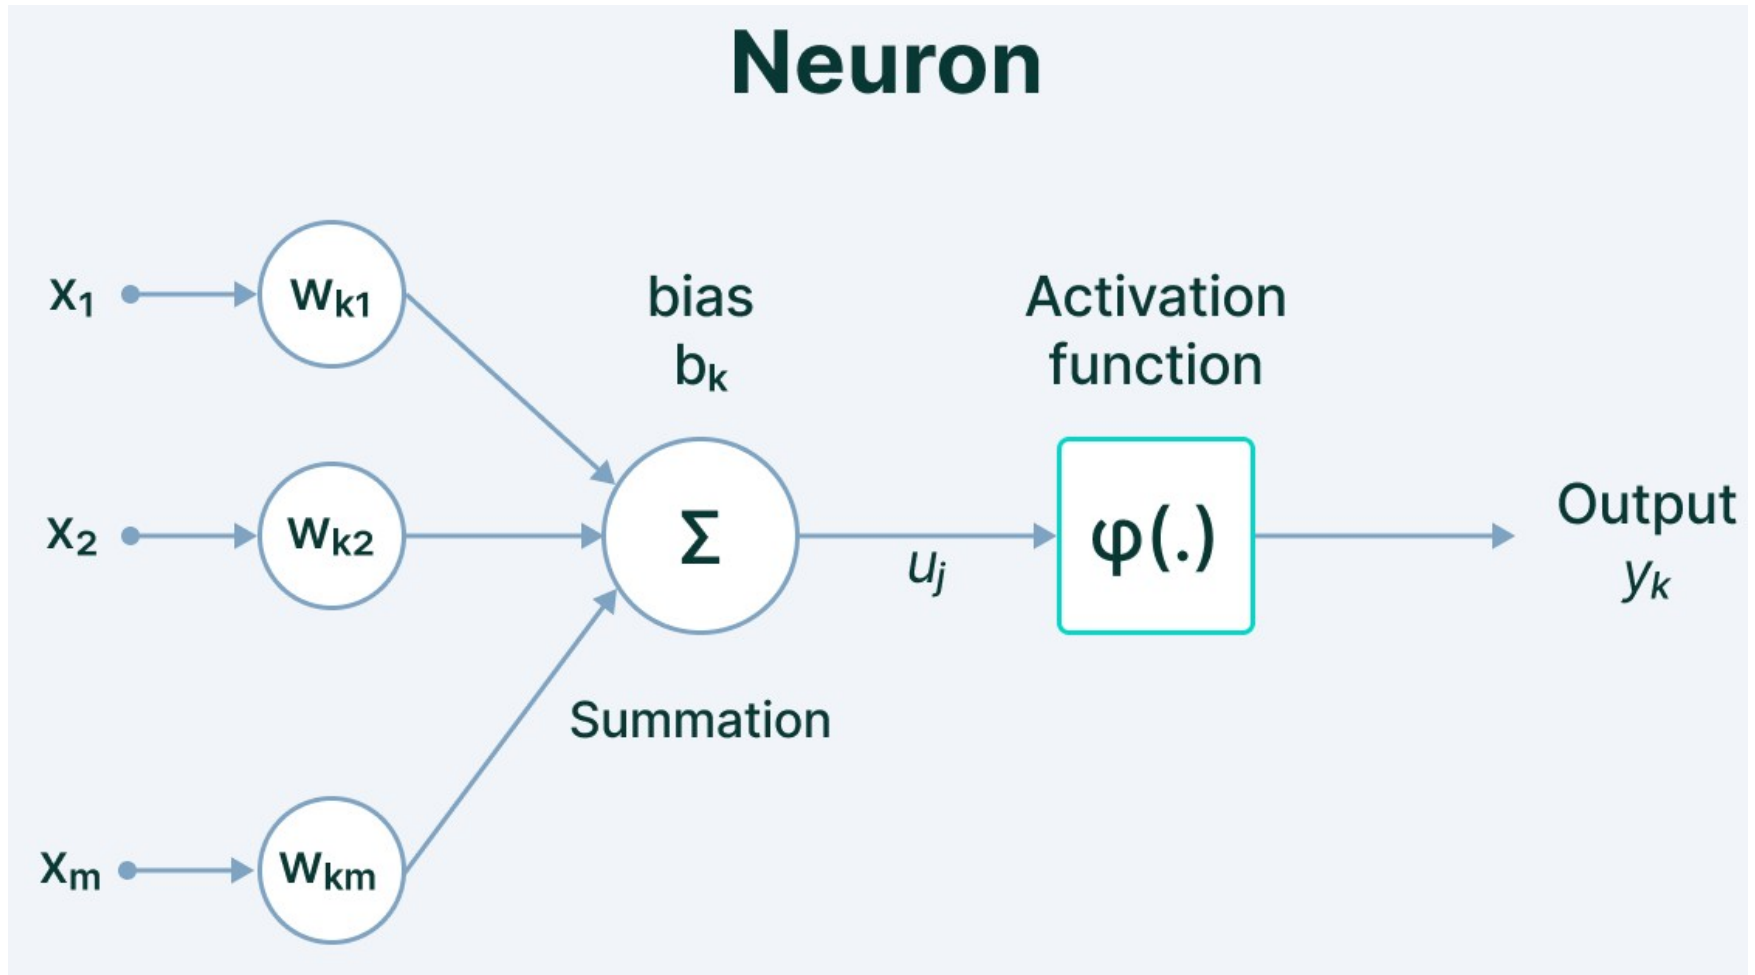 Neuron
x₁
wₖ₁
bias
bₖ
Activation
function
x₂
wₖ₂
Σ
uⱼ
φ(.)
Output
yₖ
Summation
xₘ
wₖₘ